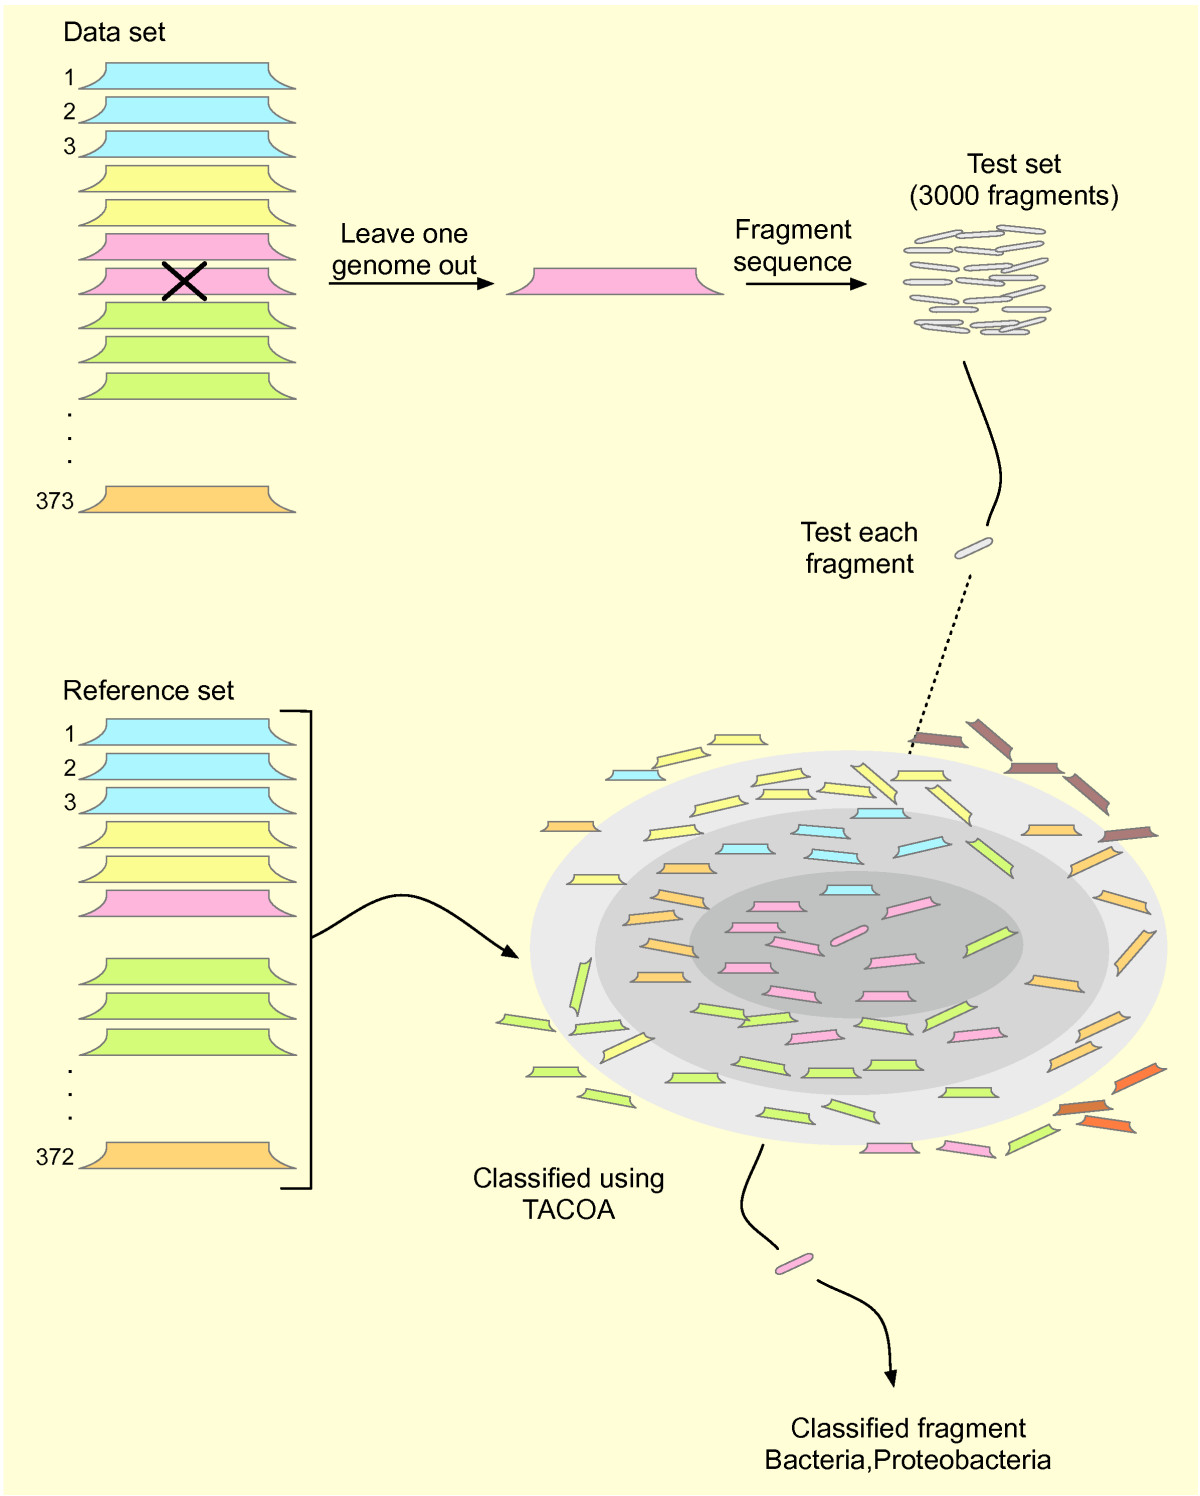 Data set
1
2
3
.
.
.
373
Leave one
genome out
Fragment
sequence
Test set
(3000 fragments)
Test each
fragment
Reference set
1
2
3
.
.
.
372
Classified using
TACOA
Classified fragment
Bacteria,Proteobacteria